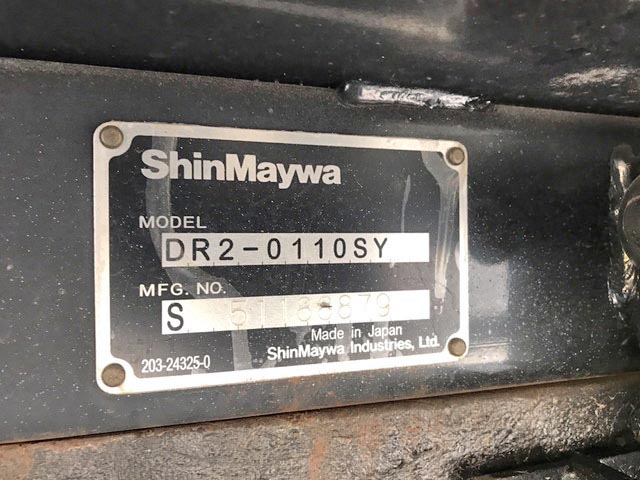 ShinMaywa
MODEL
DR2-0110SY
MFG. NO.
S
Made in Japan
203-24325-0
ShinMaywa Industries, Ltd.